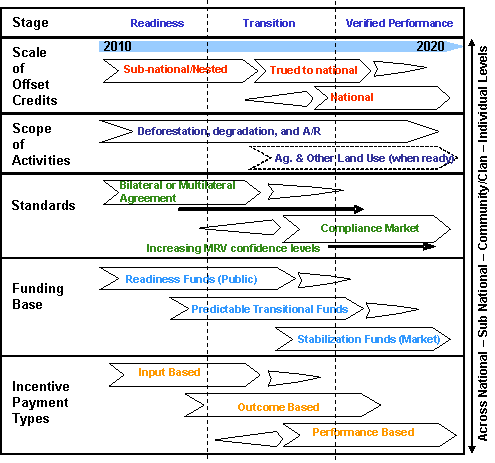 Stage
Readiness
Transition
Verified Performance
Scale
of
Offset
Credits
2010
2020
Sub-national/Nested
Trued to national
National
Scope
of
Activities
Deforestation, degradation, and A/R
Ag. & Other Land Use (when ready)
Standards
Bilateral or Multilateral
Agreement
Compliance Market
Increasing MRV confidence levels
Funding
Base
Readiness Funds (Public)
Predictable Transitional Funds
Stabilization Funds (Market)
Incentive
Payment
Types
Input Based
Outcome Based
Performance Based
Across National – Sub National – Community/Clan – Individual Levels